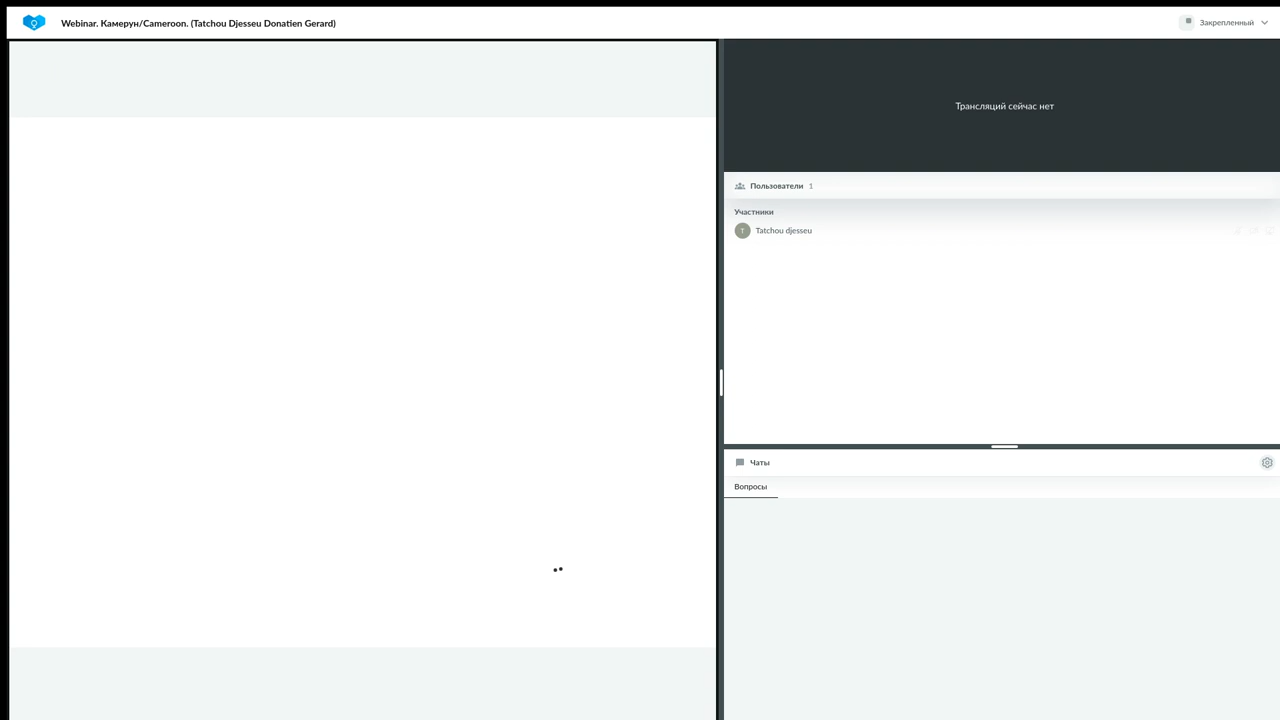 Webinar. Камерун/Cameroon. (Tatchou Djesseu Donatien Gerard)
Закрепленный
Трансляций сейчас нет
Пользователи 1
Участники
T Tatchou djesseu
Чаты
Вопросы